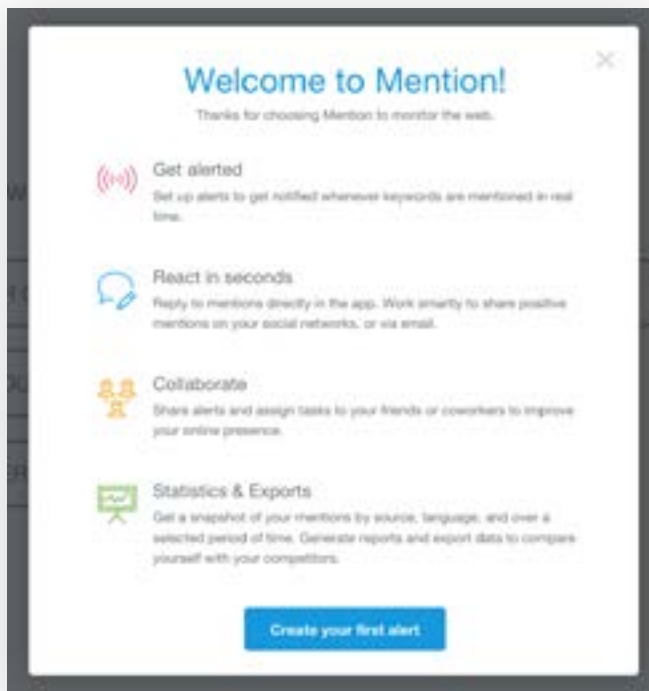 Welcome to Mention!
Thanks for choosing Mention to monitor the web.
Get alerted
Set up alerts to get notified whenever keywords are mentioned in real
time.
React in seconds
Reply to mentions directly in the app. Work smartly to share positive
mentions on your social networks, or via email.
Collaborate
Share alerts and assign tasks to your friends or coworkers to improve
your online presence.
Statistics & Exports
Get a snapshot of your mentions by source, language, and over a
selected period of time. Generate reports and export data to compare
yourself with your competitors.
Create your first alert